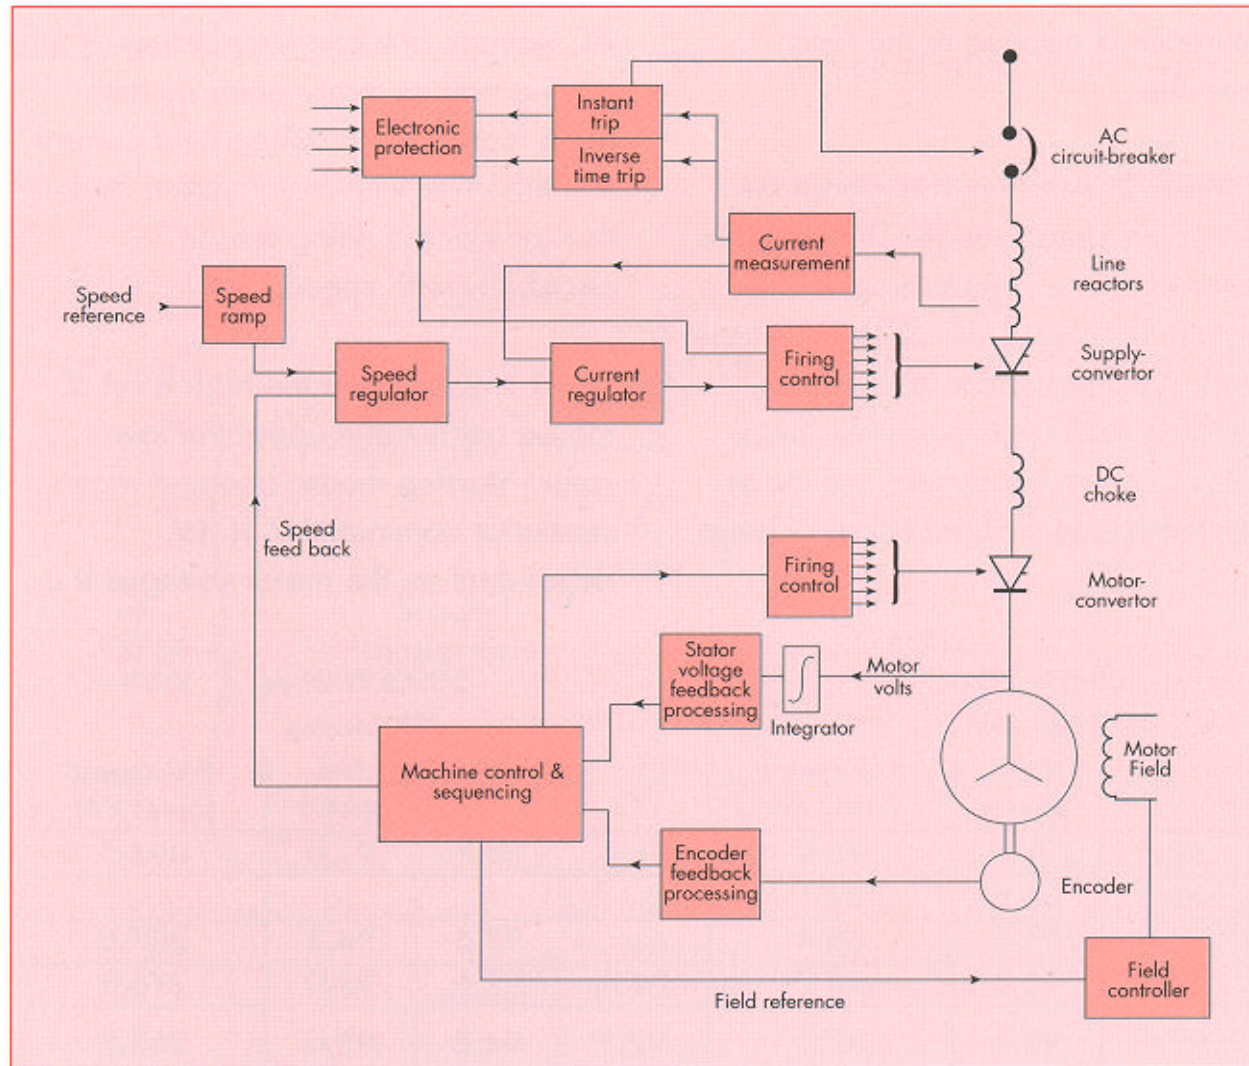 Instant
trip
Inverse
time trip
Electronic
protection
AC
circuit-breaker
Current
measurement
Line
reactors
Speed
reference
Speed
ramp
Speed
regulator
Current
regulator
Firing
control
Supply-
convertor
DC
choke
Speed
feed back
Firing
control
Motor-
convertor
Stator
voltage
feedback
processing
Integrator
Motor
volts
Machine control &
sequencing
Motor
Field
Encoder
feedback
processing
Encoder
Field
controller
Field reference